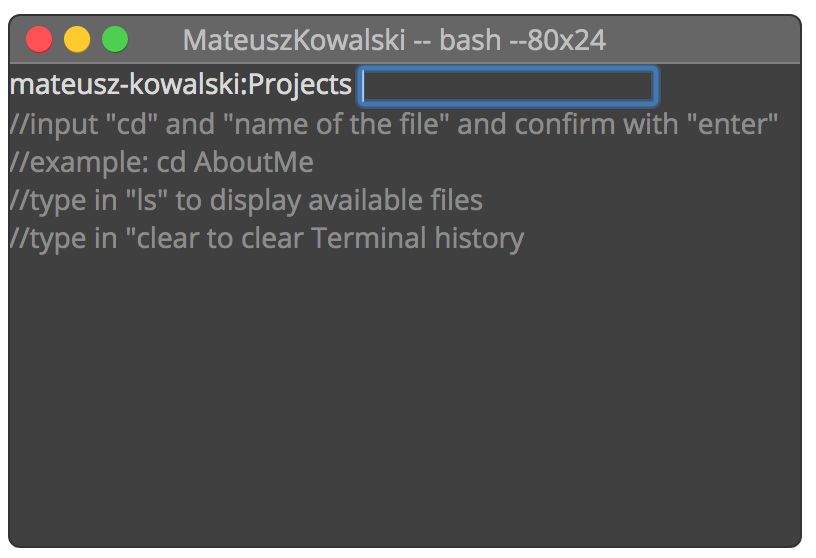 MateuszKowalski -- bash --80x24
mateusz-kowalski:Projects
//input "cd" and "name of the file" and confirm with "enter"
//example: cd AboutMe
//type in "ls" to display available files
//type in "clear to clear Terminal history